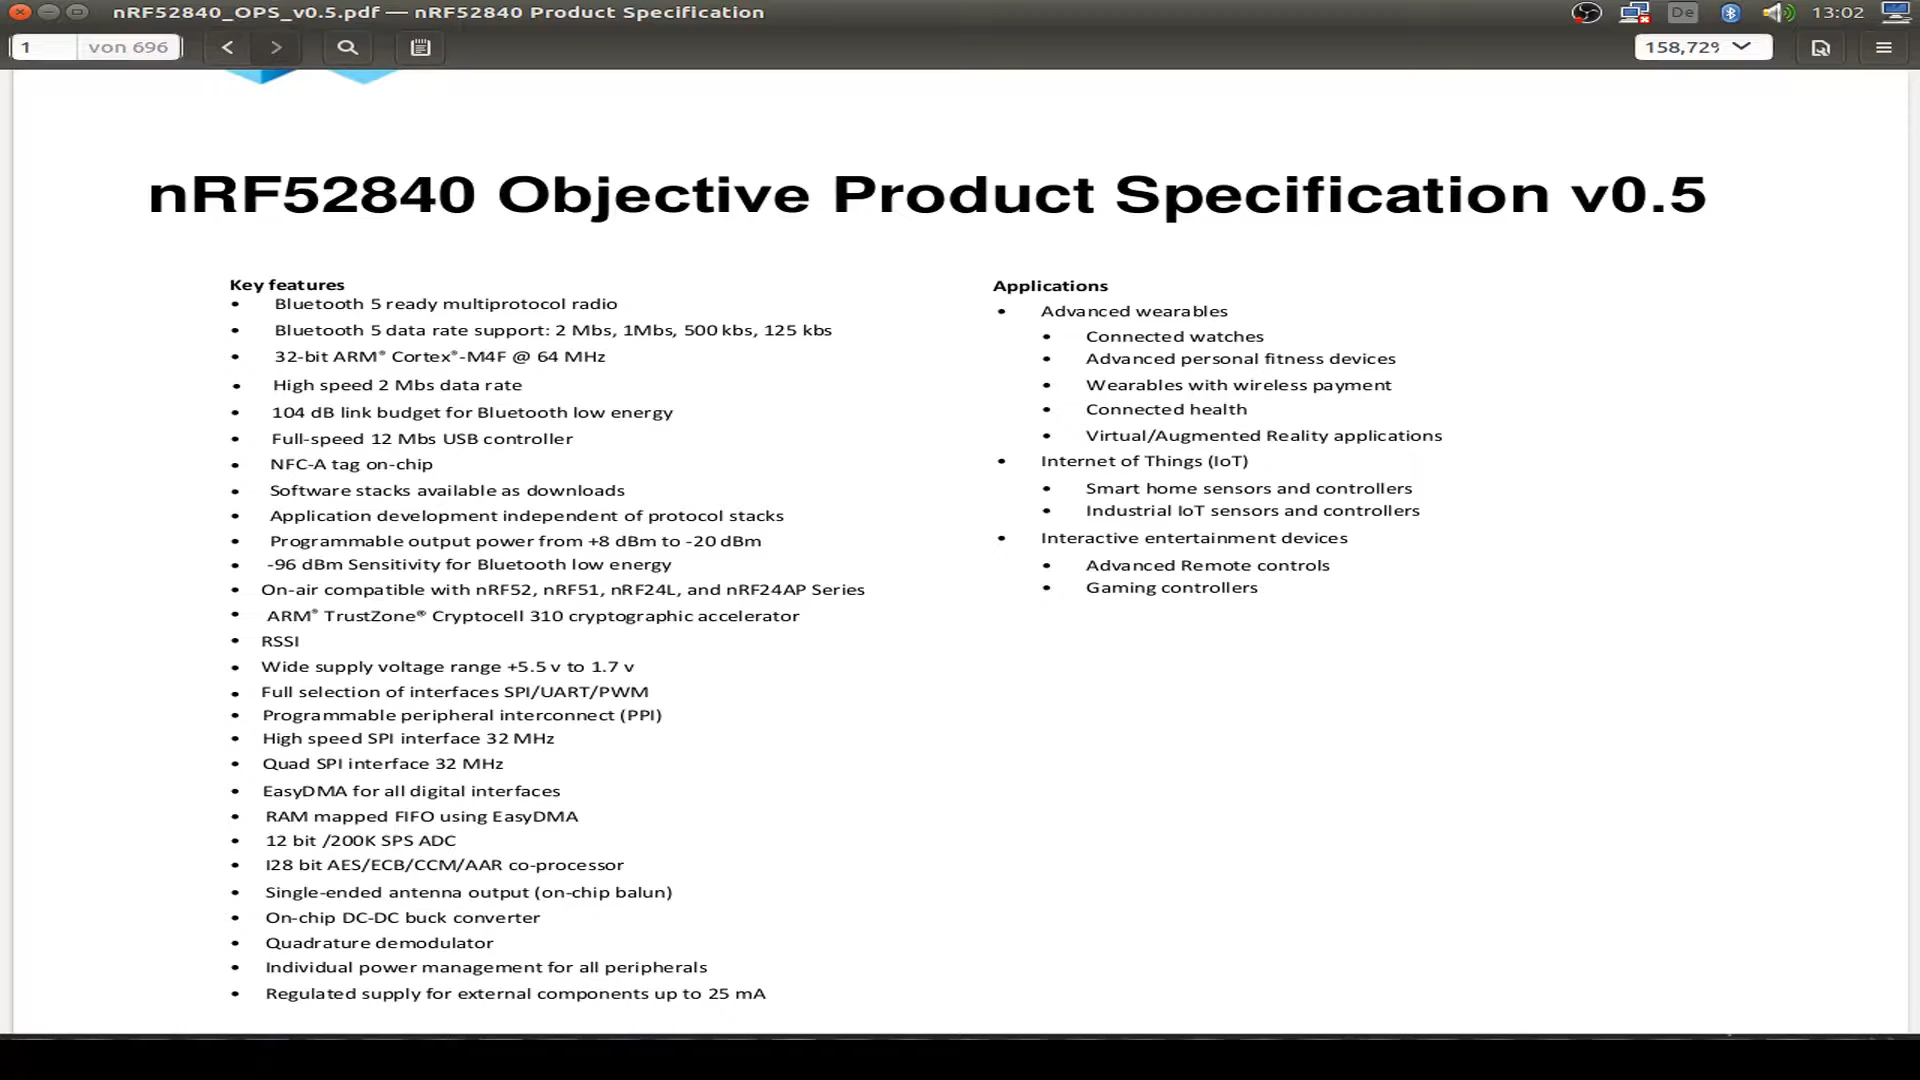 nRF52840_OPS_v0.5.pdf — nRF52840 Product Specification
De
13:02
1
von 696
158,72%
nRF52840 Objective Product Specification v0.5
Key features
• Bluetooth 5 ready multiprotocol radio
• Bluetooth 5 data rate support: 2 Mbs, 1Mbs, 500 kbs, 125 kbs
• 32-bit ARM® Cortex®-M4F @ 64 MHz
• High speed 2 Mbs data rate
• 104 dB link budget for Bluetooth low energy
• Full-speed 12 Mbs USB controller
• NFC-A tag on-chip
• Software stacks available as downloads
• Application development independent of protocol stacks
• Programmable output power from +8 dBm to -20 dBm
• -96 dBm Sensitivity for Bluetooth low energy
• On-air compatible with nRF52, nRF51, nRF24L, and nRF24AP Series
• ARM® TrustZone® Cryptocell 310 cryptographic accelerator
• RSSI
• Wide supply voltage range +5.5 v to 1.7 v
• Full selection of interfaces SPI/UART/PWM
• Programmable peripheral interconnect (PPI)
• High speed SPI interface 32 MHz
• Quad SPI interface 32 MHz
• EasyDMA for all digital interfaces
• RAM mapped FIFO using EasyDMA
• 12 bit /200K SPS ADC
• I28 bit AES/ECB/CCM/AAR co-processor
• Single-ended antenna output (on-chip balun)
• On-chip DC-DC buck converter
• Quadrature demodulator
• Individual power management for all peripherals
• Regulated supply for external components up to 25 mA
Applications
• Advanced wearables
• Connected watches
• Advanced personal fitness devices
• Wearables with wireless payment
• Connected health
• Virtual/Augmented Reality applications
• Internet of Things (IoT)
• Smart home sensors and controllers
• Industrial IoT sensors and controllers
• Interactive entertainment devices
• Advanced Remote controls
• Gaming controllers